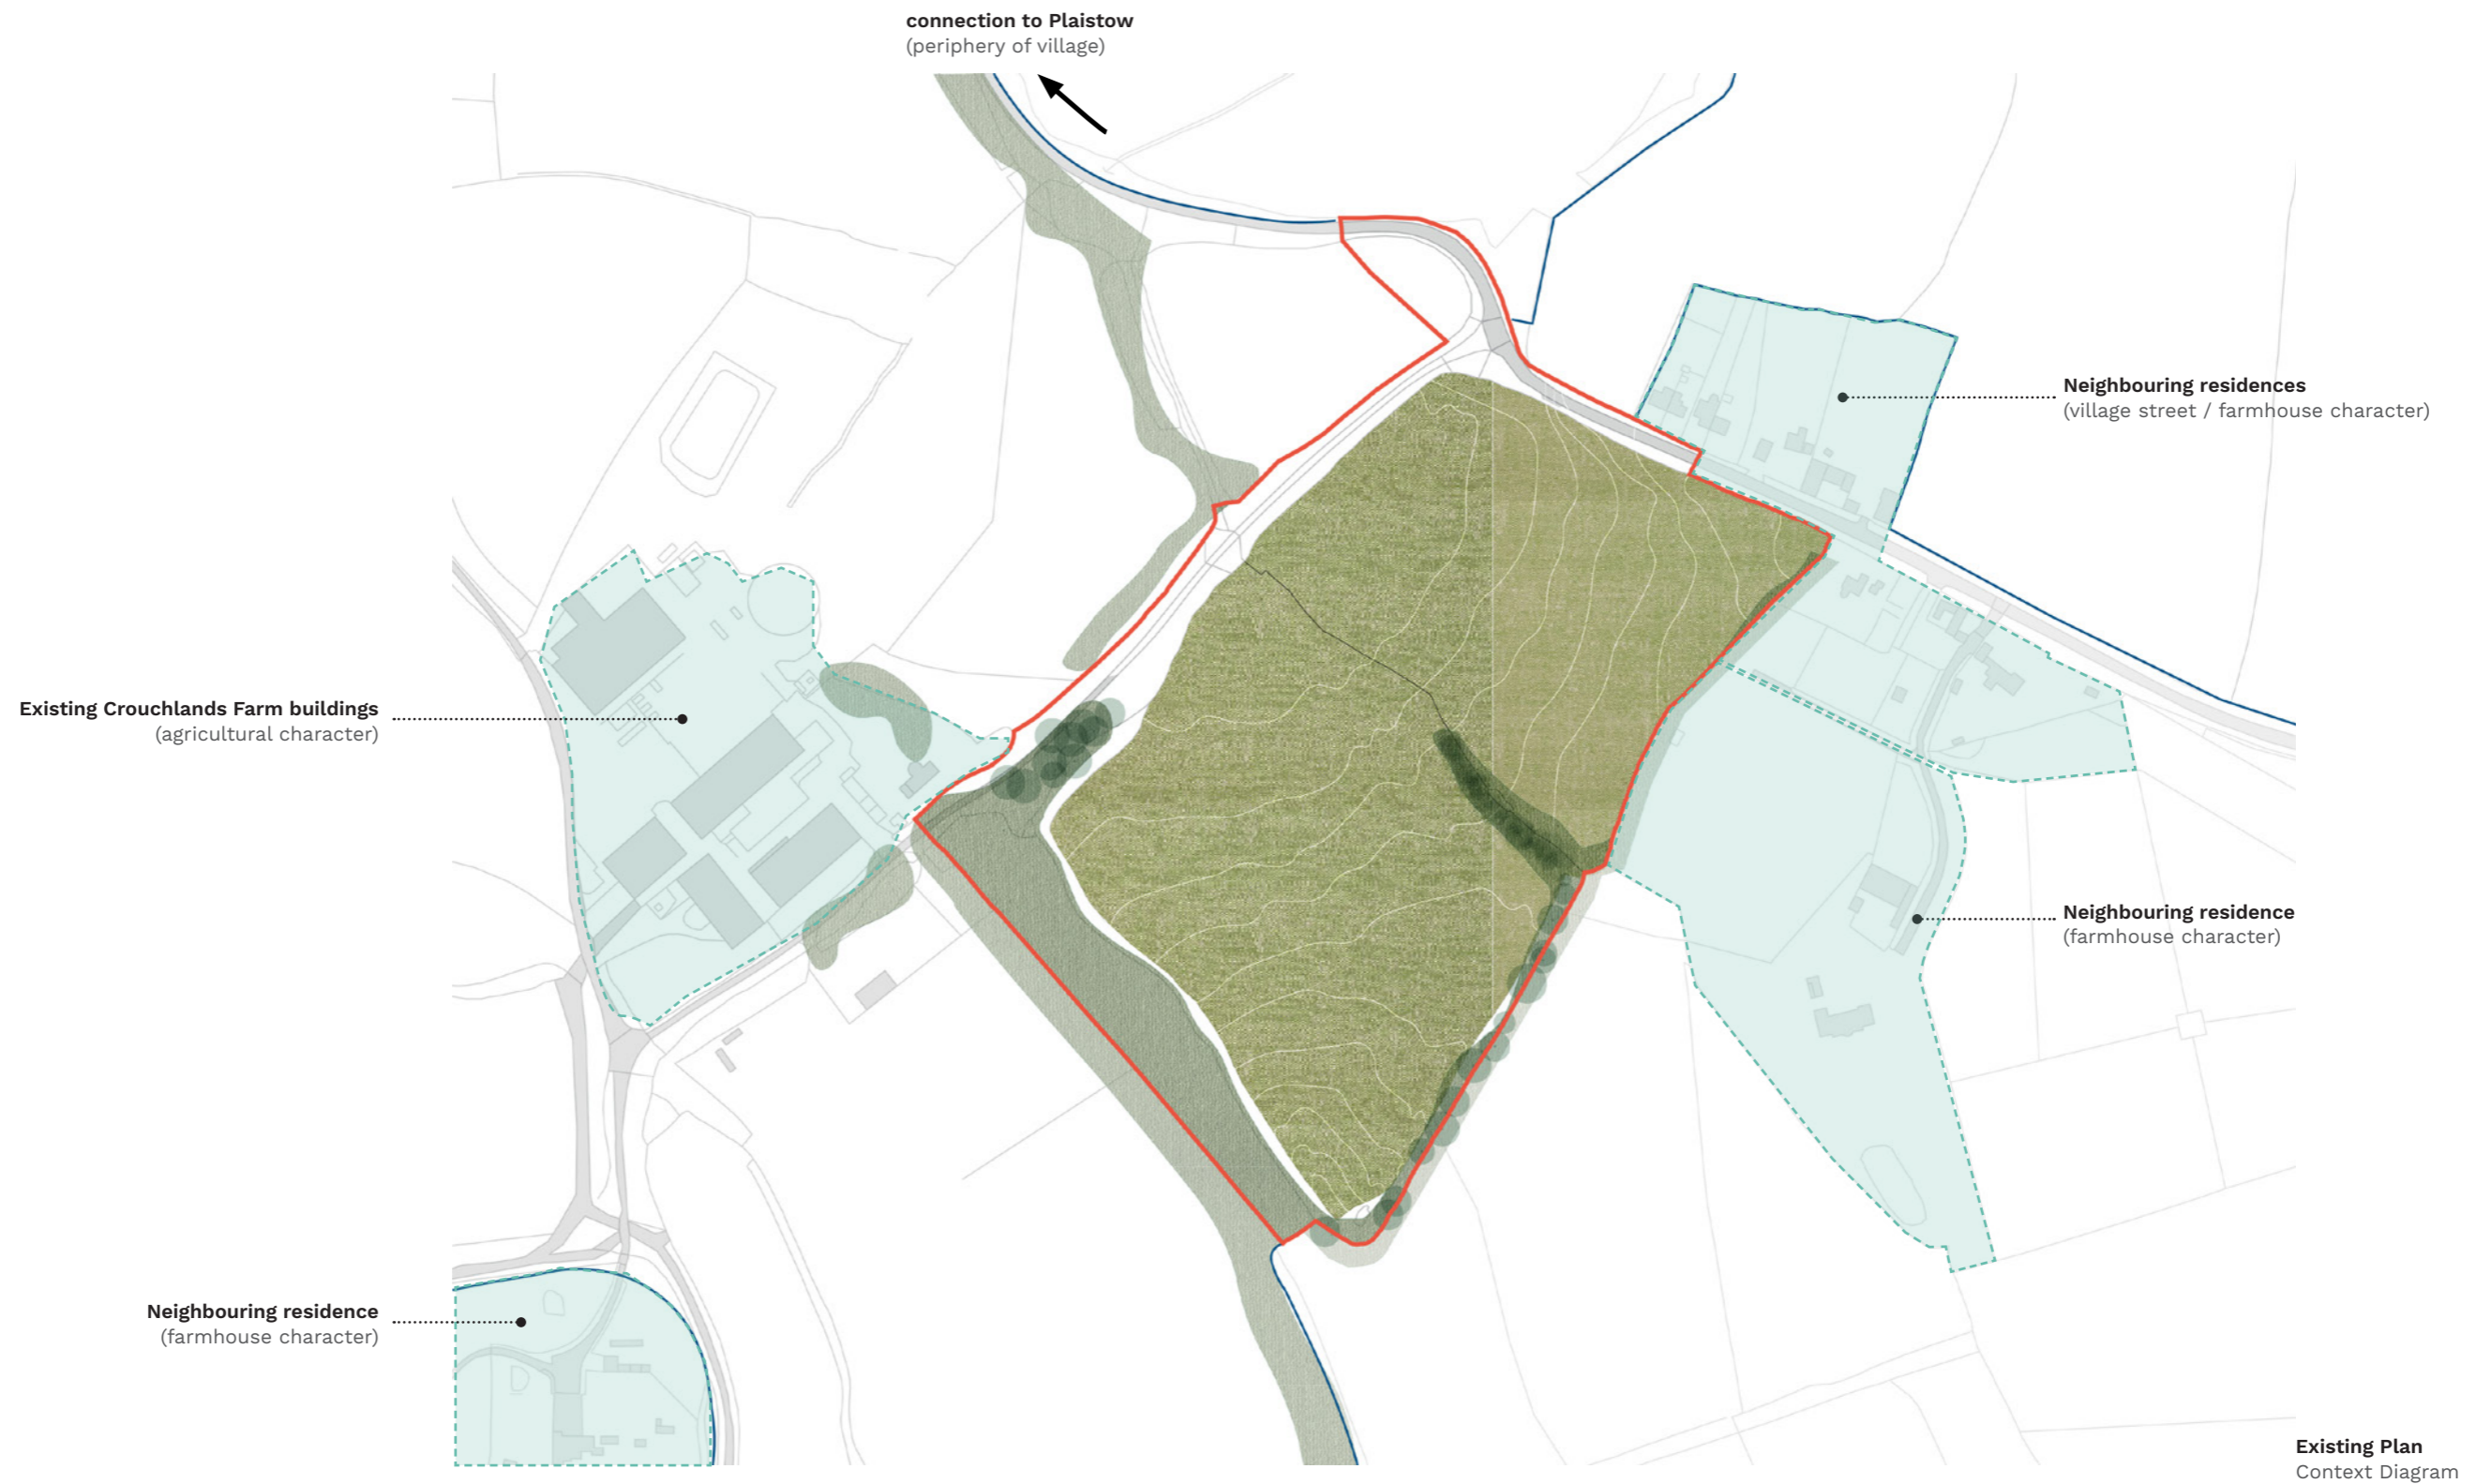 connection to Plaistow
(periphery of village)
Neighbouring residences
(village street / farmhouse character)
Existing Crouchlands Farm buildings
(agricultural character)
Neighbouring residence
(farmhouse character)
Neighbouring residence
(farmhouse character)
Existing Plan
Context Diagram